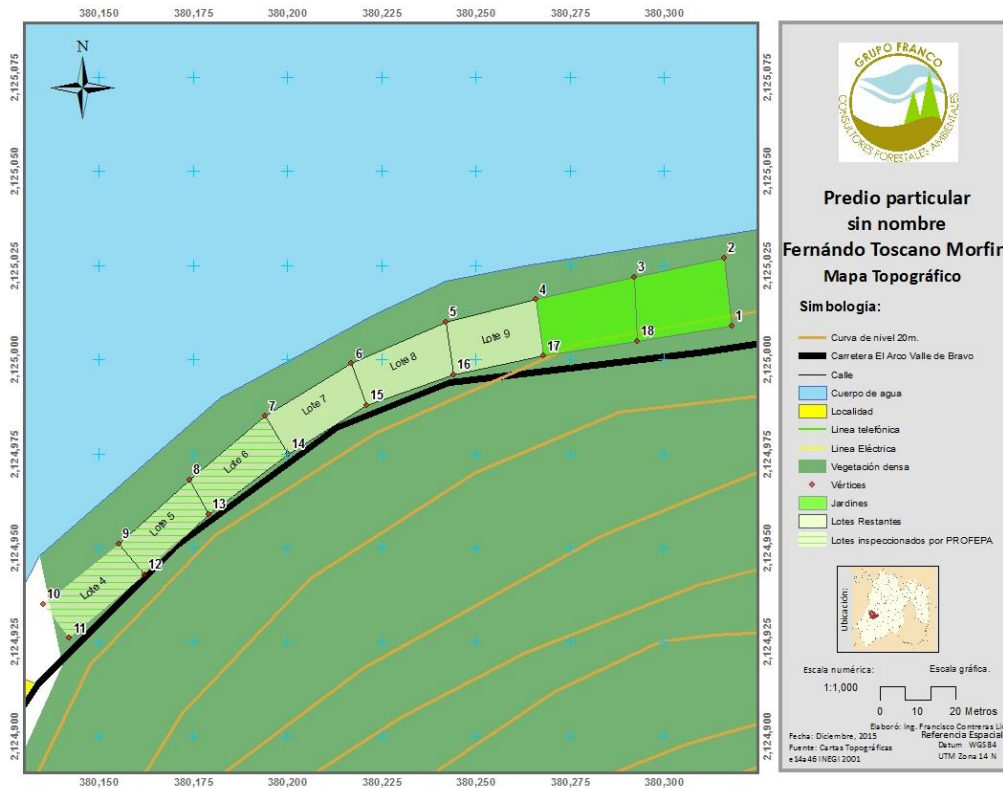 380,150 380,175 380,200 380,225 380,250 380,275 380,300
2,125,075 2,125,075
2,125,050 2,125,050
2,125,025 2,125,025
2,125,000 2,125,000
2,124,975 2,124,975
2,124,950 2,124,950
2,124,925 2,124,925
2,124,900 2,124,900
N
2
3
4
1
5
18
17
Lote 9
6
16
Lote 8
7
15
Lote 7
14
8
Lote 6
13
9
Lote 5
12
10
Lote 4
11
380,150 380,175 380,200 380,225 380,250 380,275 380,300
GRUPO FRANCO
CONSULTORES FORESTALES AMBIENTALES
Predio particular
sin nombre
Fernándo Toscano Morfin
Mapa Topográfico
Simbología:
Curva de nivel 20m.
Carretera El Arco Valle de Bravo
Calle
Cuerpo de agua
Localidad
Linea telefónica
Linea Eléctrica
Vegetación densa
Vértices
Jardines
Lotes Restantes
Lotes inspeccionados por PROFEPA
Ubicación:
Escala numérica: Escala gráfica.
1:1,000
0 10 20 Metros
Elaboró: Ing. Francisco Contreras Lin
Fecha: Diciembre, 2015 Referencia Espacial
Fuente: Cartas Topográficas Datum WGS84
e14a46 INEGI 2001 UTM Zona 14 N